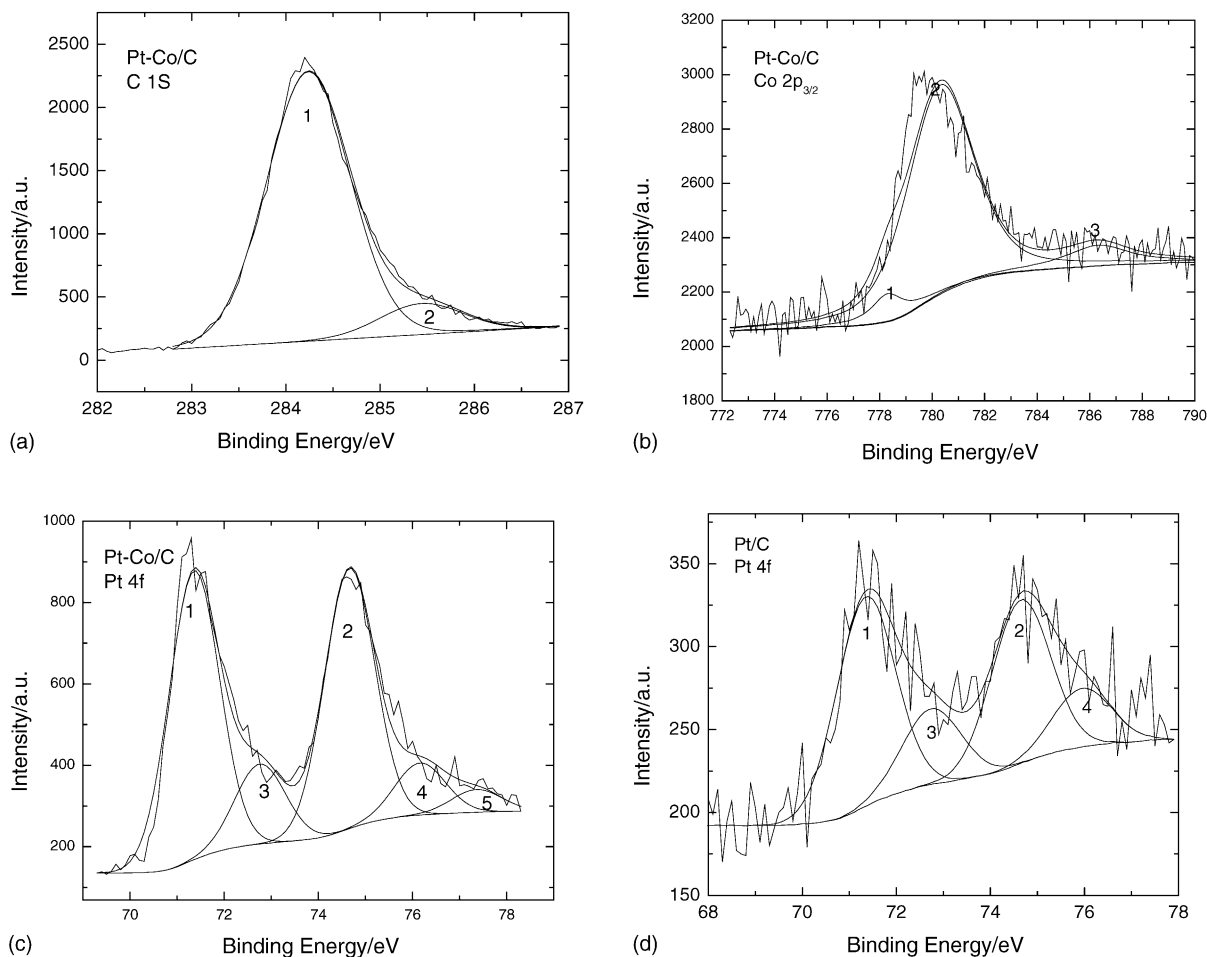 Pt-Co/C
C 1S
2500
2000
1500
1000
500
0
1
2
282 283 284 285 286 287
Intensity/a.u.
Binding Energy/eV
(a)
Pt-Co/C
Co 2p3/2
3200
3000
2800
2600
2400
2200
2000
1800
2
3
1
772 774 776 778 780 782 784 786 788 790
Intensity/a.u.
Binding Energy/eV
(b)
Pt-Co/C
Pt 4f
1000
800
600
400
200
1
2
3
4
5
70 72 74 76 78
Intensity/a.u.
Binding Energy/eV
(c)
Pt/C
Pt 4f
350
300
250
200
150
1
2
3
4
68 70 72 74 76 78
Intensity/a.u.
Binding Energy/eV
(d)